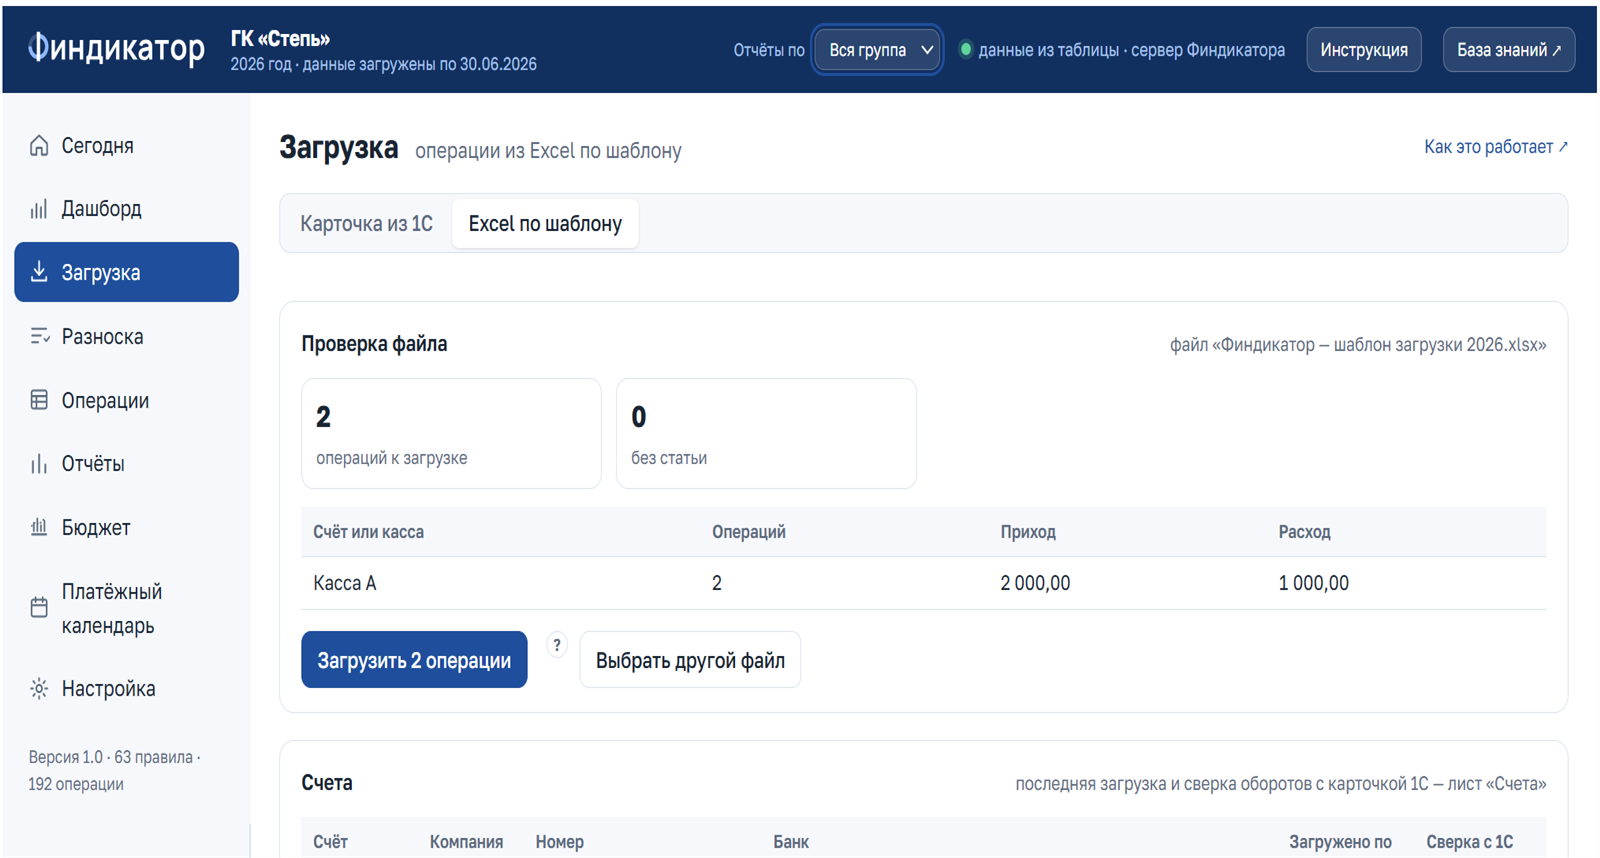 Финдикатор
ГК «Степь»
2026 год · данные загружены по 30.06.2026
Отчёты по
Вся группа
данные из таблицы · сервер Финдикатора
Инструкция
База знаний ↗
Сегодня
Дашборд
Загрузка
Разноска
Операции
Отчёты
Бюджет
Платёжный
календарь
Настройка
Версия 1.0 · 63 правила ·
192 операции
Загрузка операции из Excel по шаблону
Как это работает ↗
Карточка из 1С
Excel по шаблону
Проверка файла
файл «Финдикатор — шаблон загрузки 2026.xlsx»
2
операций к загрузке
0
без статьи
Счёт или касса Операций Приход Расход
Касса А 2 2 000,00 1 000,00
Загрузить 2 операции
?
Выбрать другой файл
Счета
последняя загрузка и сверка оборотов с карточкой 1С — лист «Счета»
Счёт Компания Номер Банк Загружено по Сверка с 1С